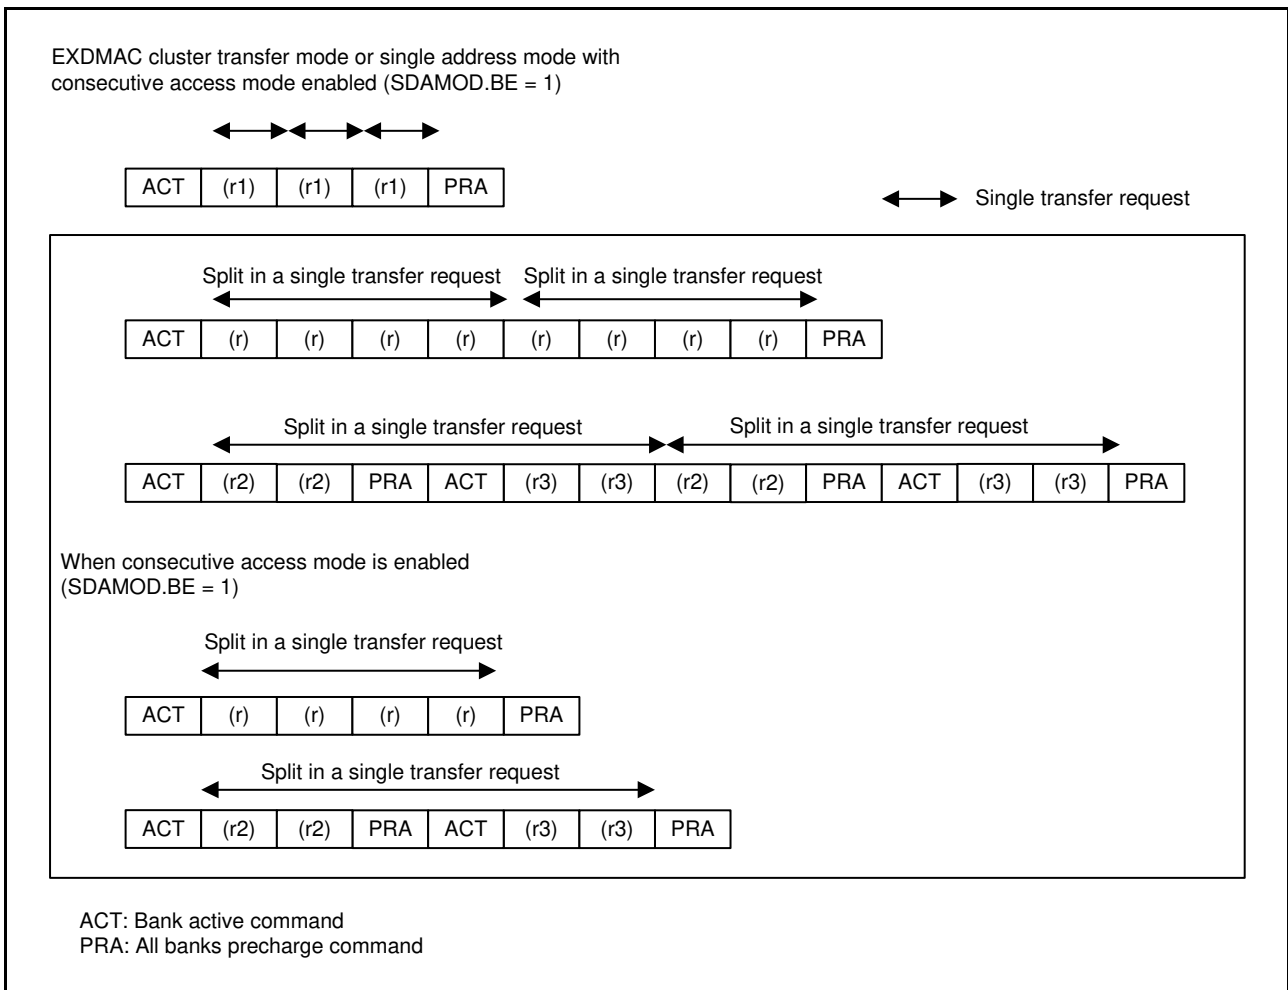 EXDMAC cluster transfer mode or single address mode with
consecutive access mode enabled (SDAMOD.BE = 1)
ACT (r1) (r1) (r1) PRA
Single transfer request
Split in a single transfer request Split in a single transfer request
ACT (r) (r) (r) (r) (r) (r) (r) (r) PRA
Split in a single transfer request Split in a single transfer request
ACT (r2) (r2) PRA ACT (r3) (r3) (r2) (r2) PRA ACT (r3) (r3) PRA
When consecutive access mode is enabled
(SDAMOD.BE = 1)
Split in a single transfer request
ACT (r) (r) (r) (r) PRA
Split in a single transfer request
ACT (r2) (r2) PRA ACT (r3) (r3) PRA
ACT: Bank active command
PRA: All banks precharge command